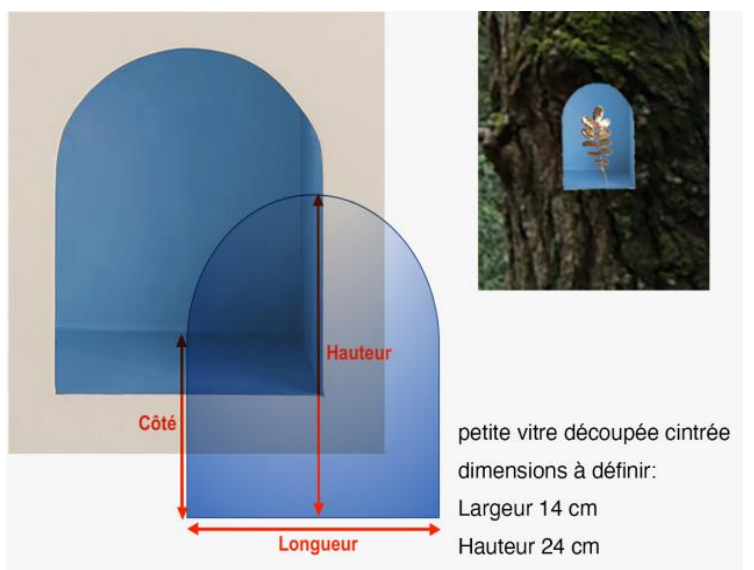 Hauteur
Côté
Longueur
petite vitre découpée cintrée
dimensions à définir:
Largeur 14 cm
Hauteur 24 cm